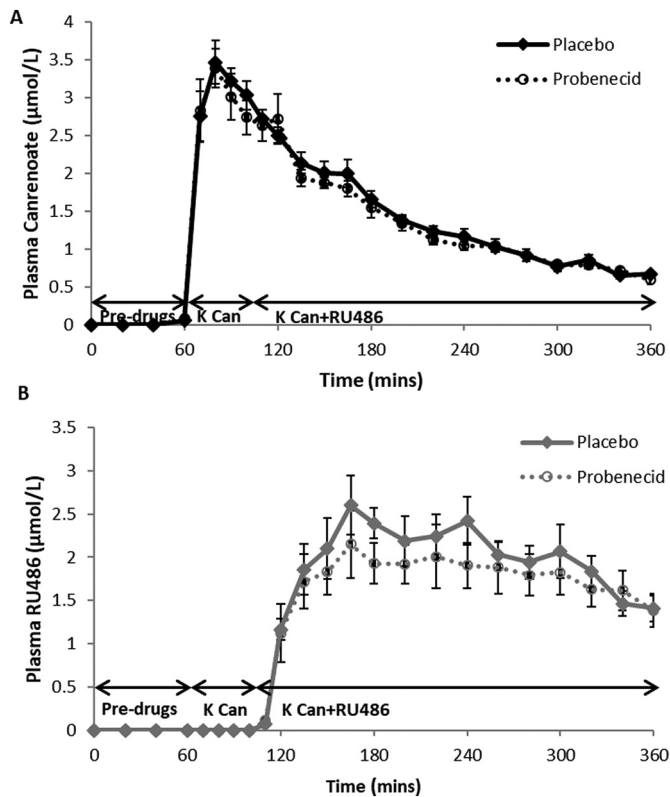 A
Plasma Canrenoate (µmol/L)
4
3.5
3
2.5
2
1.5
1
0.5
0
Placebo
Probenecid
Pre-drugs K Can K Can+RU486
0 60 120 180 240 300 360
Time (mins)
B
Plasma RU486 (µmol/L)
3.5
3
2.5
2
1.5
1
0.5
0
Placebo
Probenecid
Pre-drugs K Can K Can+RU486
0 60 120 180 240 300 360
Time (mins)